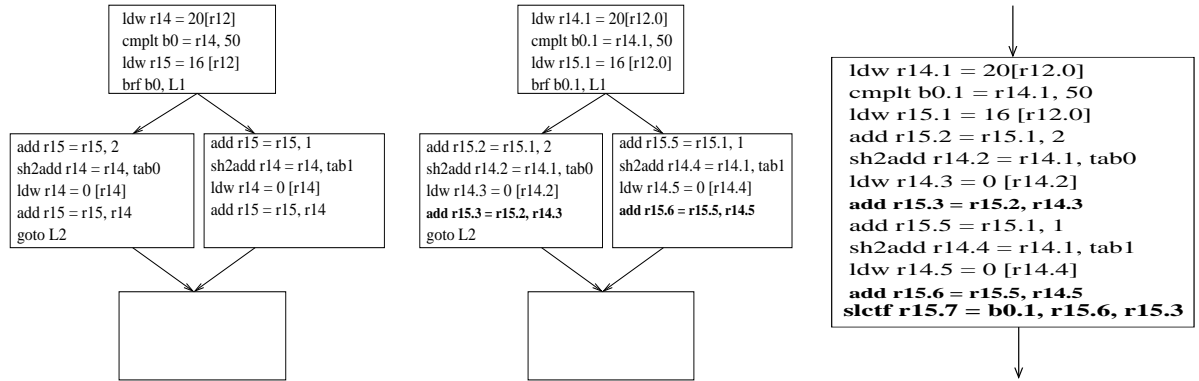 ldw r14 = 20[r12]
cmplt b0 = r14, 50
ldw r15 = 16 [r12]
brf b0, L1
add r15 = r15, 2
sh2add r14 = r14, tab0
ldw r14 = 0 [r14]
add r15 = r15, r14
goto L2
add r15 = r15, 1
sh2add r14 = r14, tab1
ldw r14 = 0 [r14]
add r15 = r15, r14
ldw r14.1 = 20[r12.0]
cmplt b0.1 = r14.1, 50
ldw r15.1 = 16 [r12.0]
brf b0.1, L1
add r15.2 = r15.1, 2
sh2add r14.2 = r14.1, tab0
ldw r14.3 = 0 [r14.2]
add r15.3 = r15.2, r14.3
goto L2
add r15.5 = r15.1, 1
sh2add r14.4 = r14.1, tab1
ldw r14.5 = 0 [r14.4]
add r15.6 = r15.5, r14.5
ldw r14.1 = 20[r12.0]
cmplt b0.1 = r14.1, 50
ldw r15.1 = 16 [r12.0]
add r15.2 = r15.1, 2
sh2add r14.2 = r14.1, tab0
ldw r14.3 = 0 [r14.2]
add r15.3 = r15.2, r14.3
add r15.5 = r15.1, 1
sh2add r14.4 = r14.1, tab1
ldw r14.5 = 0 [r14.4]
add r15.6 = r15.5, r14.5
slctf r15.7 = b0.1, r15.6, r15.3